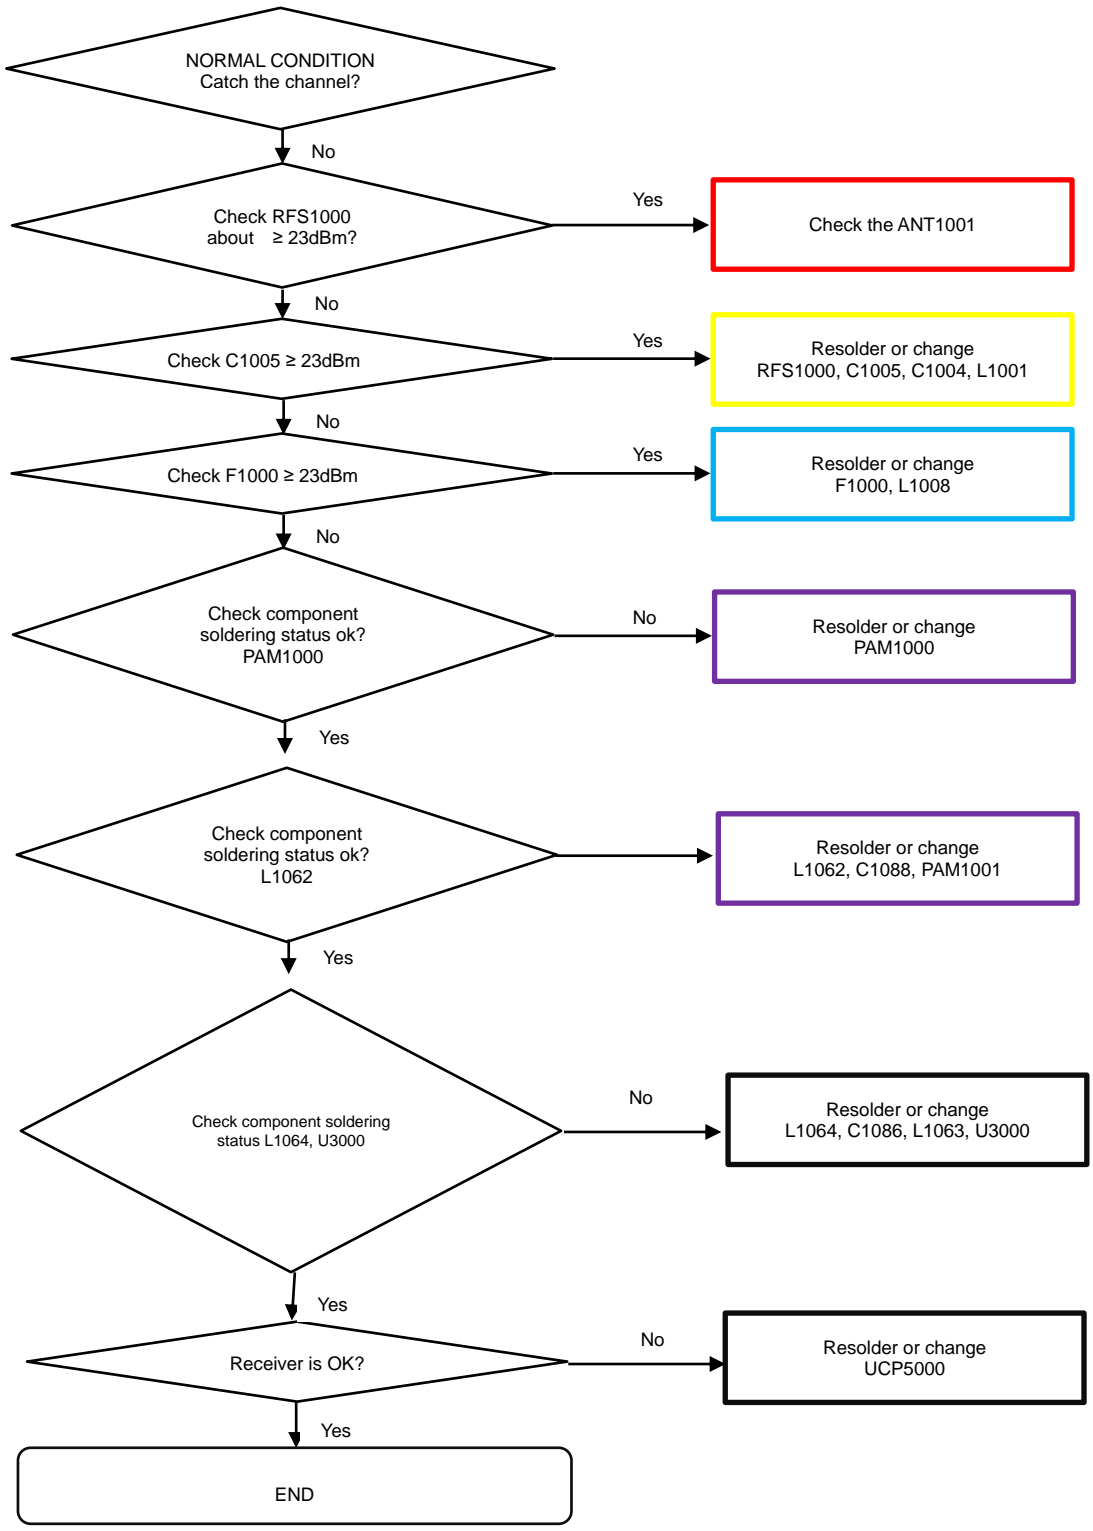 NORMAL CONDITION
Catch the channel?
No
Check RFS1000
about ≥ 23dBm?
Yes
Check the ANT1001
No
Check C1005 ≥ 23dBm
Yes
Resolder or change
RFS1000, C1005, C1004, L1001
No
Check F1000 ≥ 23dBm
Yes
Resolder or change
F1000, L1008
No
Check component
soldering status ok?
PAM1000
No
Resolder or change
PAM1000
Yes
Check component
soldering status ok?
L1062
Resolder or change
L1062, C1088, PAM1001
Yes
Check component soldering
status L1064, U3000
No
Resolder or change
L1064, C1086, L1063, U3000
Yes
Receiver is OK?
No
Resolder or change
UCP5000
Yes
END